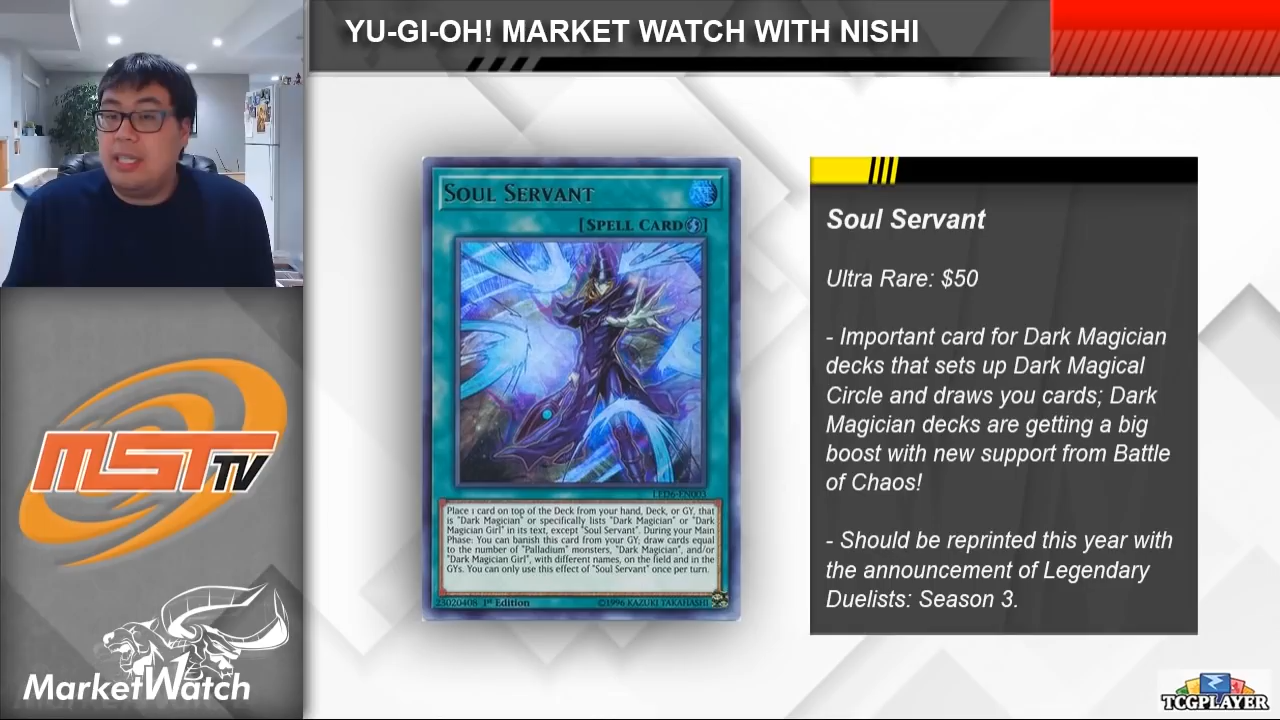 YU-GI-OH! MARKET WATCH WITH NISHI
SOUL SERVANT
[SPELL CARD]
LED6-EN003
Place 1 card on top of the Deck from your hand, Deck, or GY, that
is "Dark Magician" or specifically lists "Dark Magician" or "Dark
Magician Girl" in its text, except "Soul Servant". During your Main
Phase: You can banish this card from your GY; draw cards equal
to the number of "Palladium" monsters, "Dark Magician", and/or
"Dark Magician Girl", with different names, on the field and in the
GYs. You can only use this effect of "Soul Servant" once per turn.
23020408 1st Edition
©1996 KAZUKI TAKAHASHI
Soul Servant
Ultra Rare: $50
- Important card for Dark Magician
decks that sets up Dark Magical
Circle and draws you cards; Dark
Magician decks are getting a big
boost with new support from Battle
of Chaos!
- Should be reprinted this year with
the announcement of Legendary
Duelists: Season 3.
MST TV
MarketWatch
TCGPLAYER